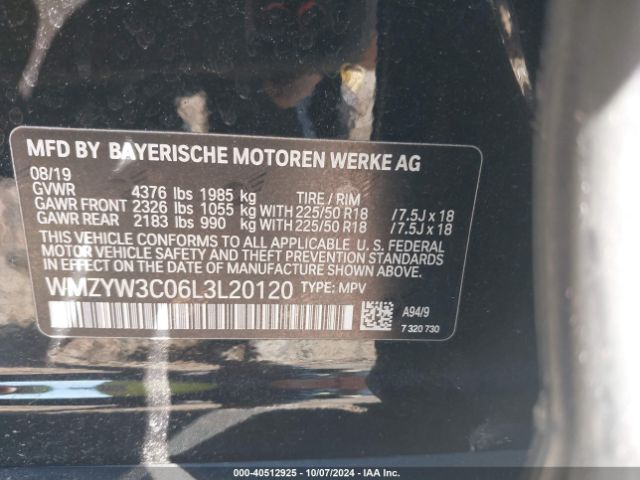 MFD BY BAYERISCHE MOTOREN WERKE AG
08/19
GVWR 4376 lbs 1985 kg TIRE / RIM
GAWR FRONT 2326 lbs 1055 kg WITH 225/50 R18 / 7.5J x 18
GAWR REAR 2183 lbs 990 kg WITH 225/50 R18 / 7.5J x 18
THIS VEHICLE CONFORMS TO ALL APPLICABLE U. S. FEDERAL
MOTOR VEHICLE SAFETY AND THEFT PREVENTION STANDARDS
IN EFFECT ON THE DATE OF MANUFACTURE SHOWN ABOVE.
WMZYW3C06L3L20120 TYPE: MPV
A94/9
7 320 730
000-40512925 - 10/07/2024 - IAA Inc.